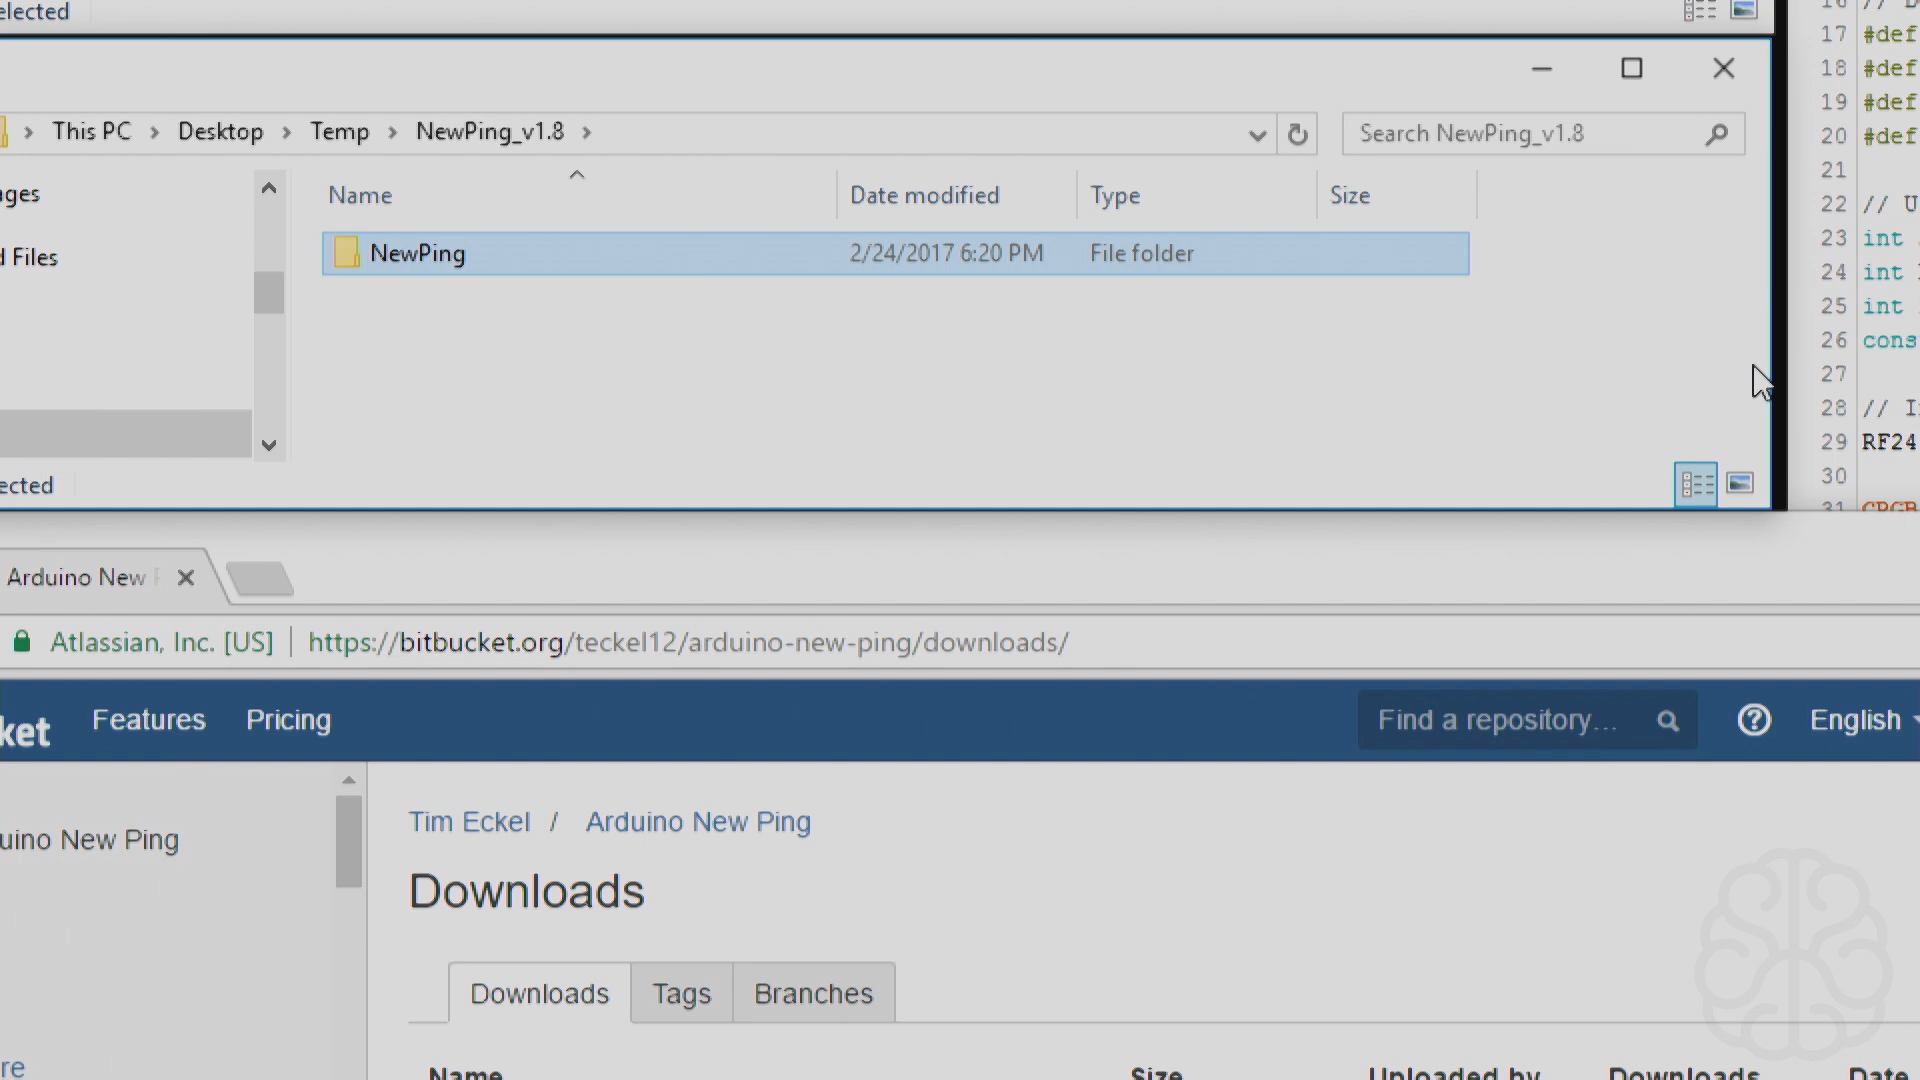 elected
This PC > Desktop > Temp > NewPing_v1.8 >
Search NewPing_v1.8
ages
d Files
Name
Date modified
Type
Size
NewPing
2/24/2017 6:20 PM
File folder
ected
17 #def
18 #def
19 #def
20 #def
21
22 // U
23 int
24 int
25 int
26 cons
27
28 // I
29 RF24
30
31 CRGB
Arduino New
Atlassian, Inc. [US]
https://bitbucket.org/teckel12/arduino-new-ping/downloads/
ket
Features
Pricing
Find a repository...
English
uino New Ping
re
Tim Eckel / Arduino New Ping
Downloads
Downloads
Tags
Branches
Name
Size
Uploaded by
Downloads
Date